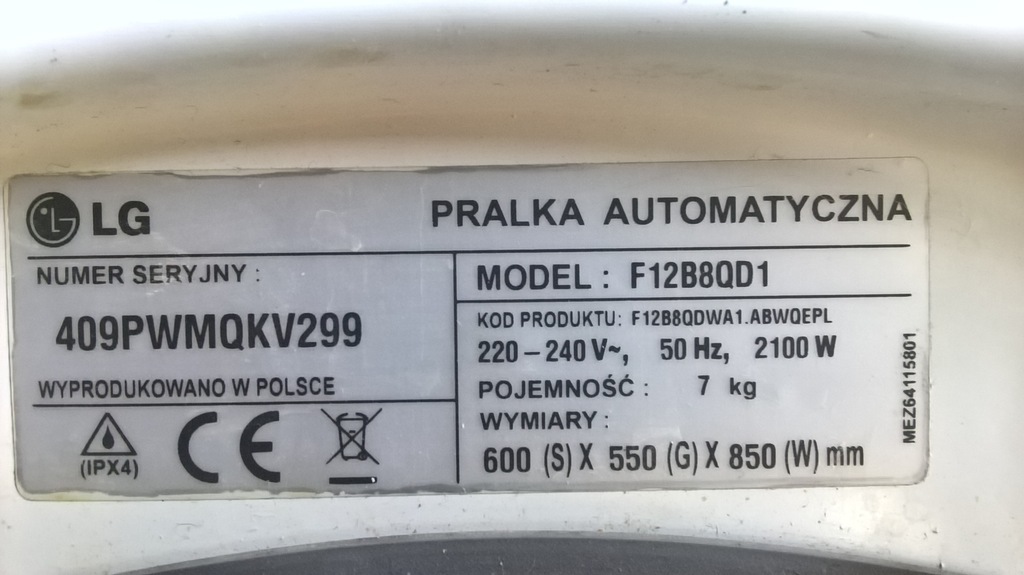 LG
PRALKA AUTOMATYCZNA
NUMER SERYJNY :
409PWMQKV299
WYPRODUKOWANO W POLSCE
(IPX4)
CE
MODEL : F12B8QD1
KOD PRODUKTU: F12B8QDWA1.ABWQEPL
220 – 240 V~, 50 Hz, 2100 W
POJEMNOŚĆ : 7 kg
WYMIARY :
600 (S) X 550 (G) X 850 (W) mm
MEZ64115801